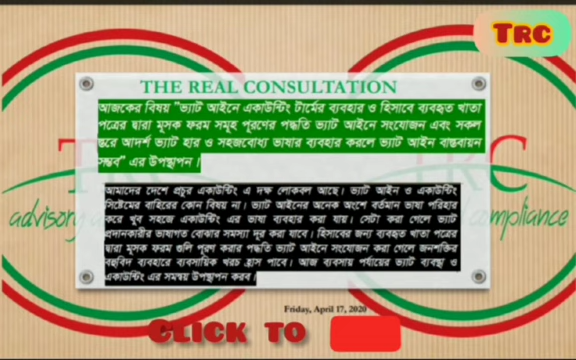 TRC
THE REAL CONSULTATION
আজকের বিষয় "ভ্যাট আইনে একাউন্টিং টার্মের ব্যবহার ও হিসাবে ব্যবহৃত খাতা
পত্রের দ্বারা মূসক ফরম সমূহ পূরণের পদ্ধতি ভ্যাট আইনে সংযোজন এবং সকল
স্তরে আদর্শ ভ্যাট হার ও সহজবোধ্য ভাষার ব্যবহার করলে ভ্যাট আইন বাস্তবায়ন
সম্ভব" এর উপস্থাপন।
আমাদের দেশে প্রচুর একাউন্টিং এ দক্ষ লোকবল আছে। ভ্যাট আইন ও একাউন্টিং
সিষ্টেমের বাহিরের কোন বিষয় না। ভ্যাট আইনের অনেক অংশে বর্তমান ভাষা পরিহার
করে খুব সহজে একাউন্টিং এর ভাষা ব্যবহার করা যায়। সেটা করা গেলে ভ্যাট
প্রদানকারীর ভাষাগত বোঝার সমস্যা দূর করা যাবে। হিসাবের জন্য ব্যবহৃত খাতা পত্রের
দ্বারা মূসক ফরম গুলি পূরণ করার পদ্ধতি ভ্যাট আইনে সংযোজন করা গেলে জনশক্তির
বহুবিদ ব্যবহারে ব্যবসায়িক খরচ হ্রাস পাবে। আজ ব্যবসায় পর্যায়ের ভ্যাট ব্যবস্থা ও
একাউন্টিং এর সমন্বয় উপস্থাপন করব।
advisory
compliance
Friday, April 17, 2020
CLICK TO